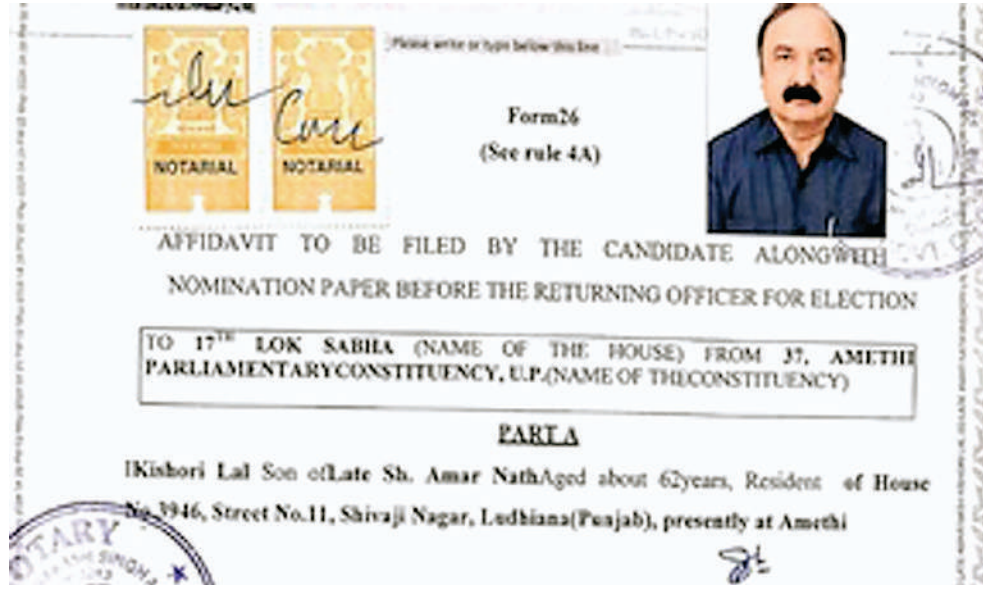 Please write or type below this line
NOTARIAL
NOTARIAL
Form26
(See rule 4A)
AFFIDAVIT TO BE FILED BY THE CANDIDATE ALONGWITH
NOMINATION PAPER BEFORE THE RETURNING OFFICER FOR ELECTION
TO 17TH LOK SABHA (NAME OF THE HOUSE) FROM 37, AMETHI
PARLIAMENTARYCONSTITUENCY, U.P.(NAME OF THECONSTITUENCY)
PART A
IKishori Lal Son ofLate Sh. Amar NathAged about 62years, Resident of House
No.3946, Street No.11, Shivaji Nagar, Ludhiana(Punjab), presently at Amethi
OTARY
SINGH